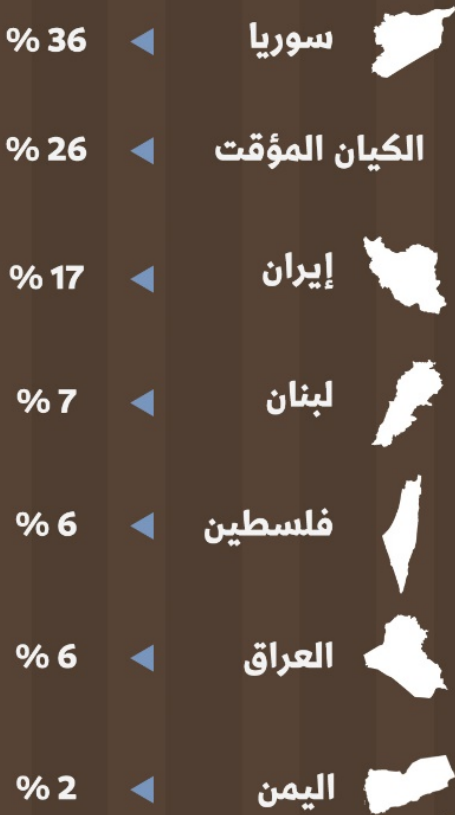 سوريا 36 %
الكيان المؤقت 26 %
إيران 17 %
لبنان 7 %
فلسطين 6 %
العراق 6 %
اليمن 2 %